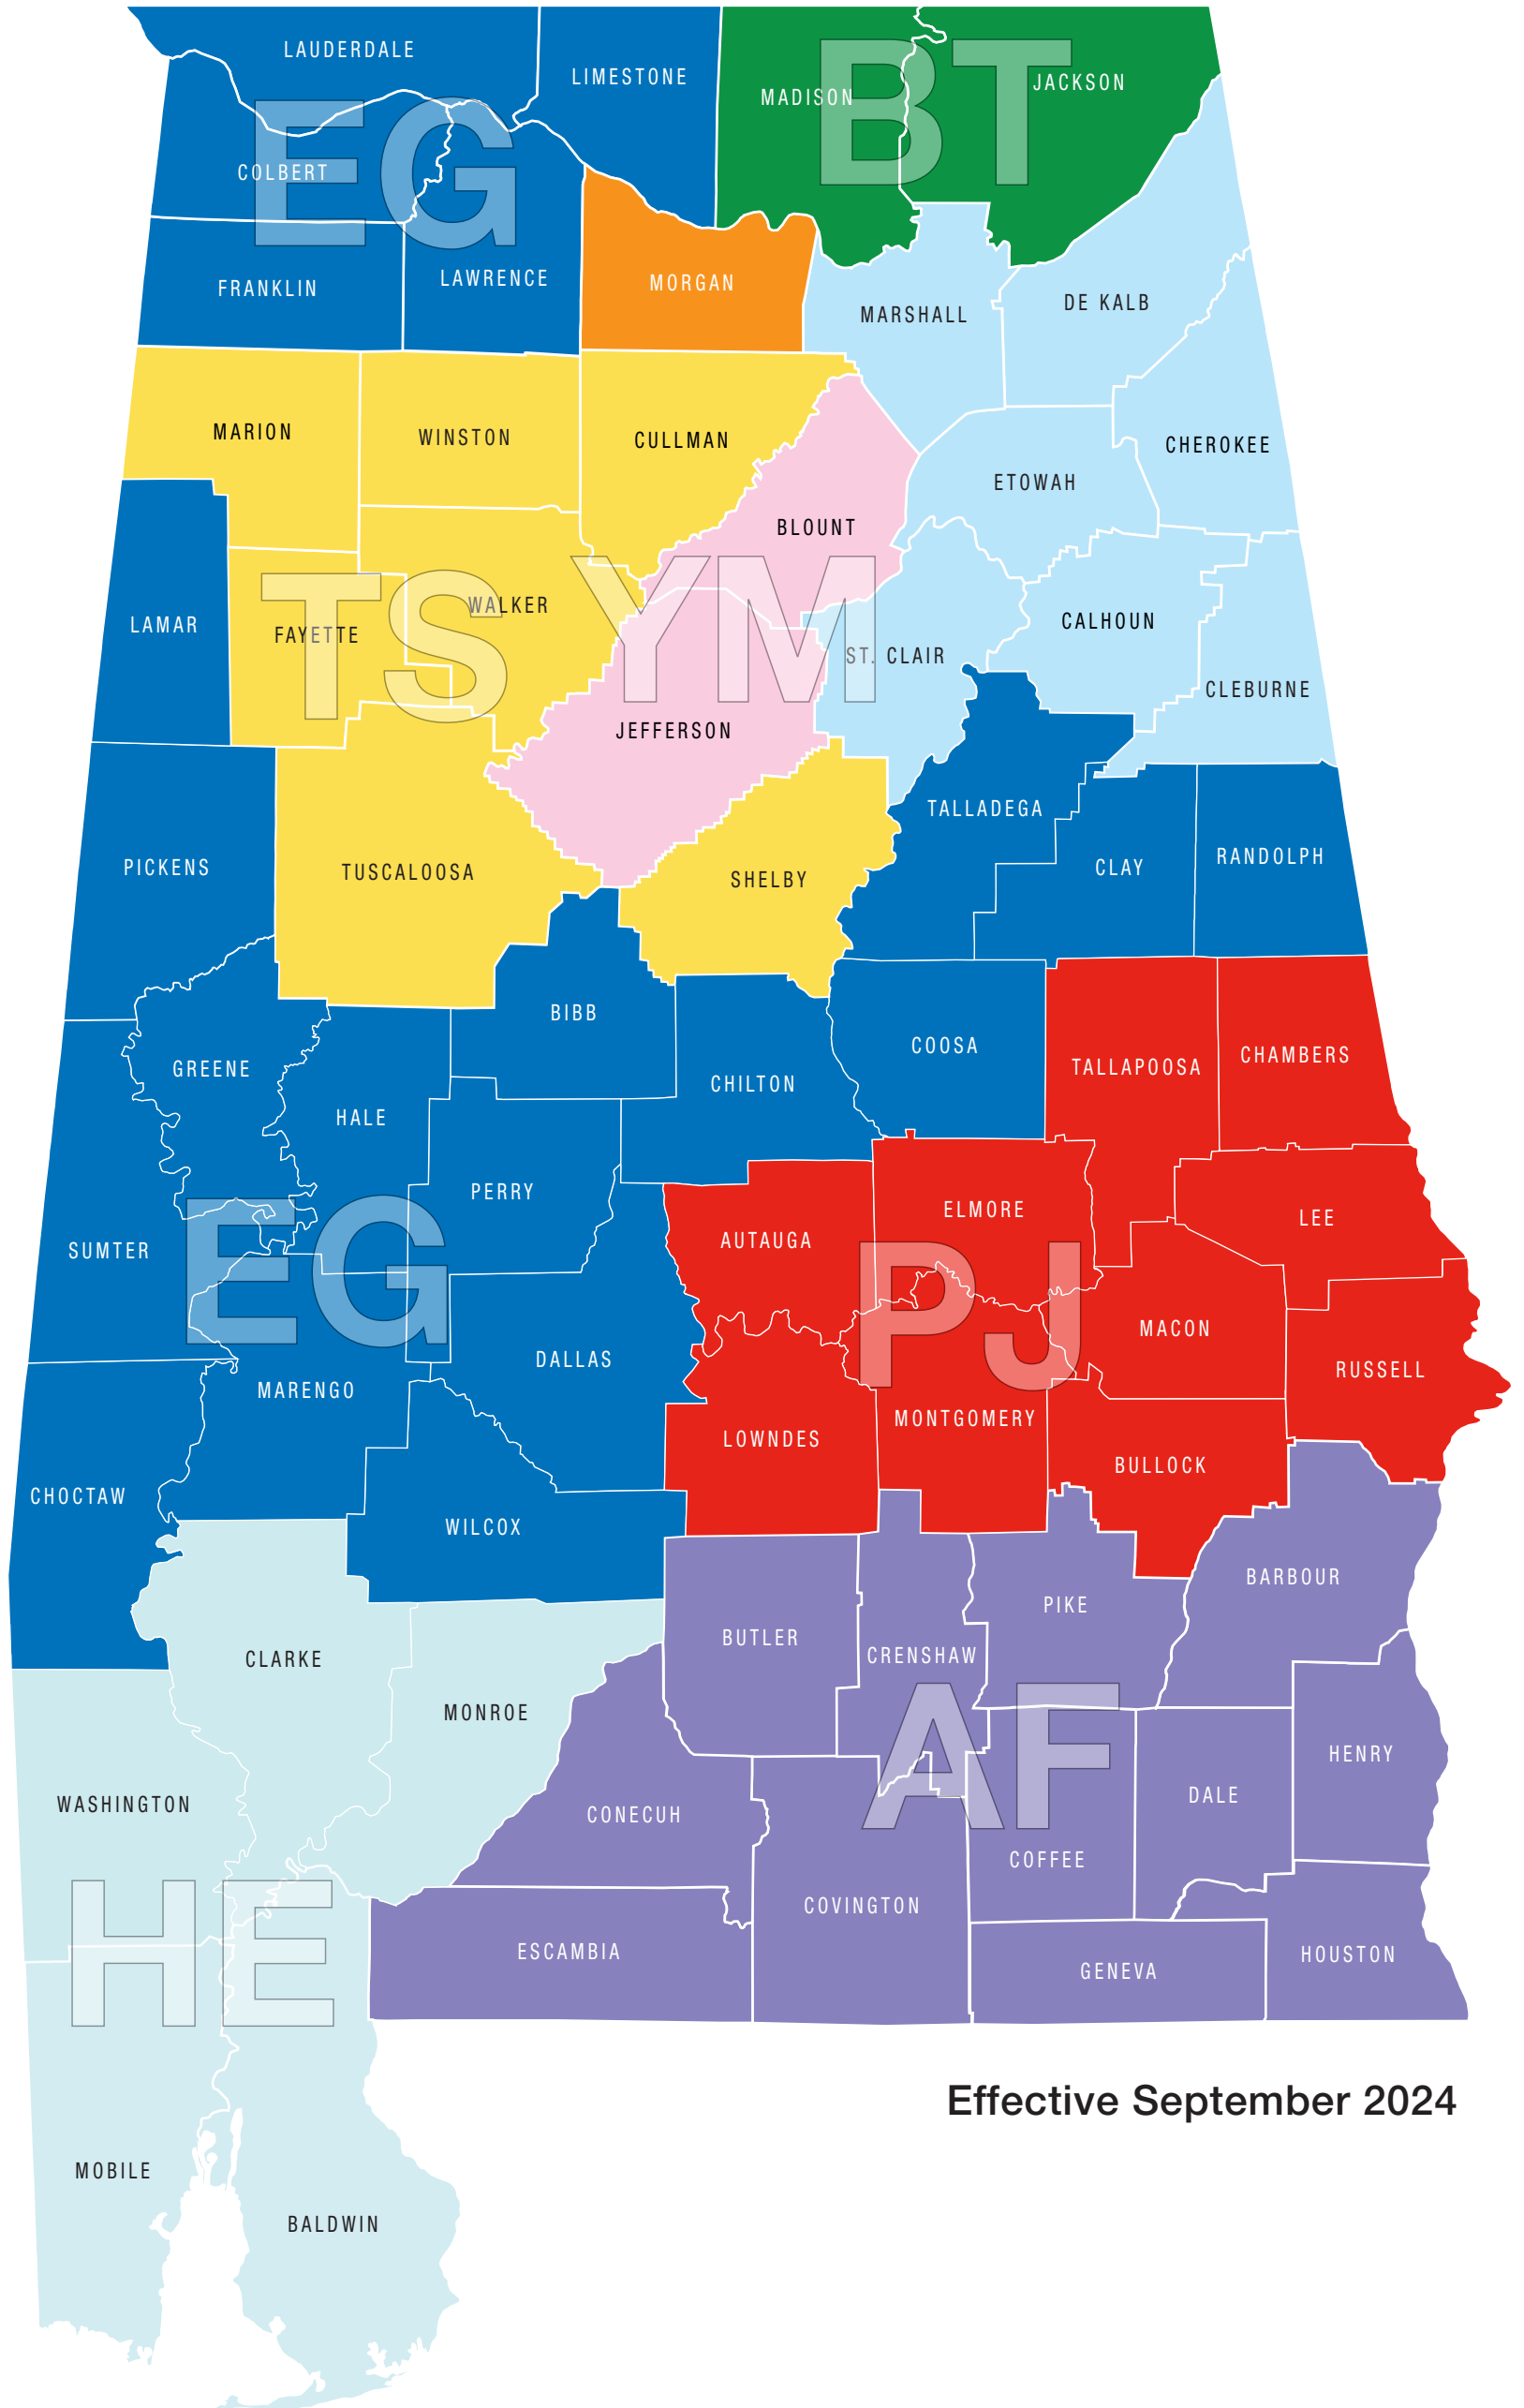 LAUDERDALE
LIMESTONE
MADISON
JACKSON
BT
EG
COLBERT
FRANKLIN
LAWRENCE
MORGAN
MARSHALL
DE KALB
MARION
WINSTON
CULLMAN
CHEROKEE
ETOWAH
BLOUNT
LAMAR
TS
FAYETTE
WALKER
YM
ST. CLAIR
CALHOUN
CLEBURNE
JEFFERSON
PICKENS
TUSCALOOSA
SHELBY
TALLADEGA
CLAY
RANDOLPH
GREENE
HALE
BIBB
CHILTON
COOSA
TALLAPOOSA
CHAMBERS
SUMTER
EG
PERRY
AUTAUGA
ELMORE
LEE
PJ
MACON
RUSSELL
DALLAS
MARENGO
LOWNDES
MONTGOMERY
BULLOCK
CHOCTAW
WILCOX
CLARKE
MONROE
BUTLER
CRENSHAW
PIKE
BARBOUR
AF
HENRY
WASHINGTON
CONECUH
COFFEE
DALE
HE
ESCAMBIA
COVINGTON
GENEVA
HOUSTON
Effective September 2024
MOBILE
BALDWIN